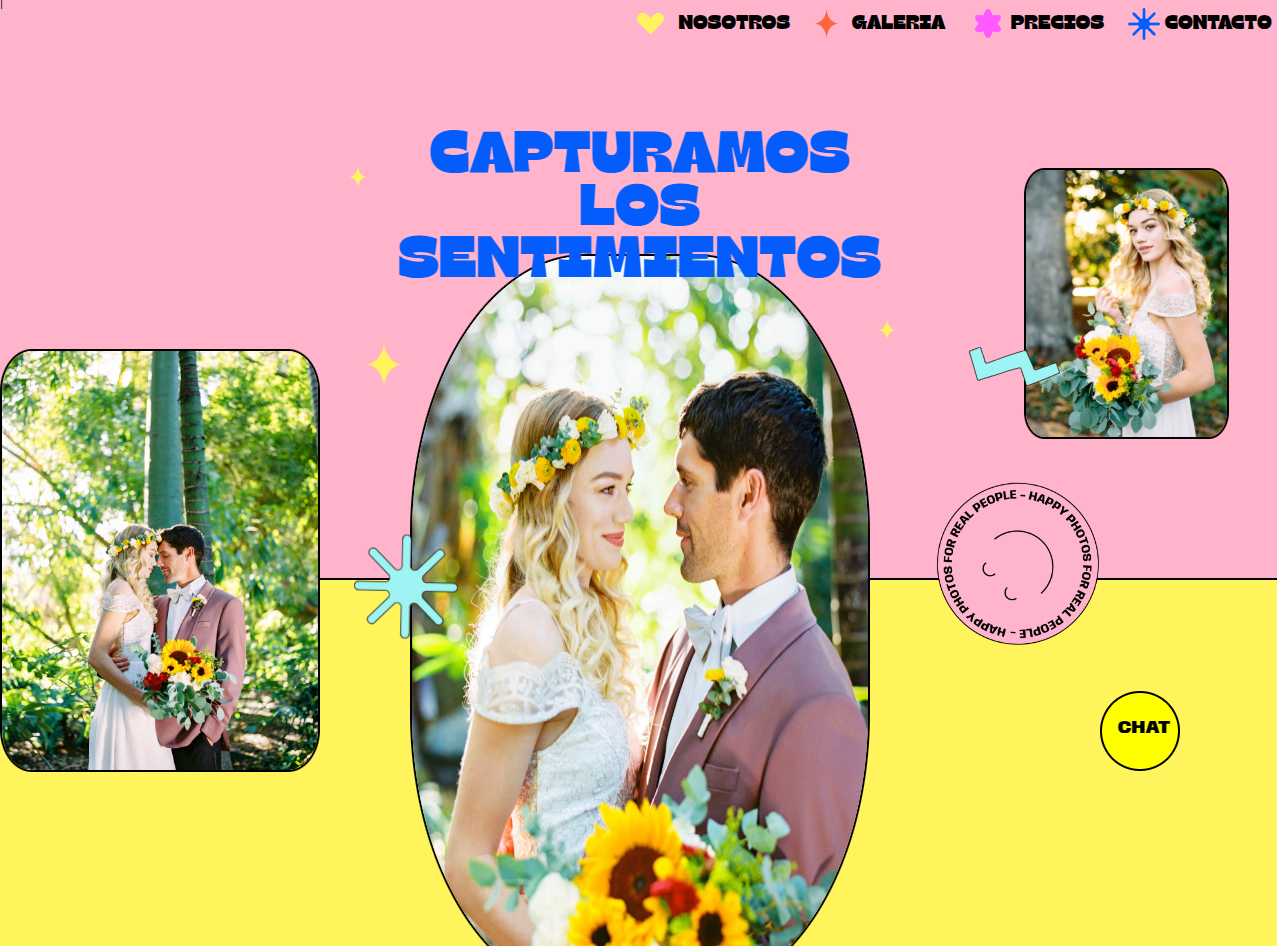 NOSOTROS GALERIA PRECIOS CONTACTO
CAPTURAMOS
LOS
SENTIMIENTOS
HAPPY PHOTOS FOR REAL PEOPLE - HAPPY PHOTOS FOR REAL PEOPLE -
CHAT